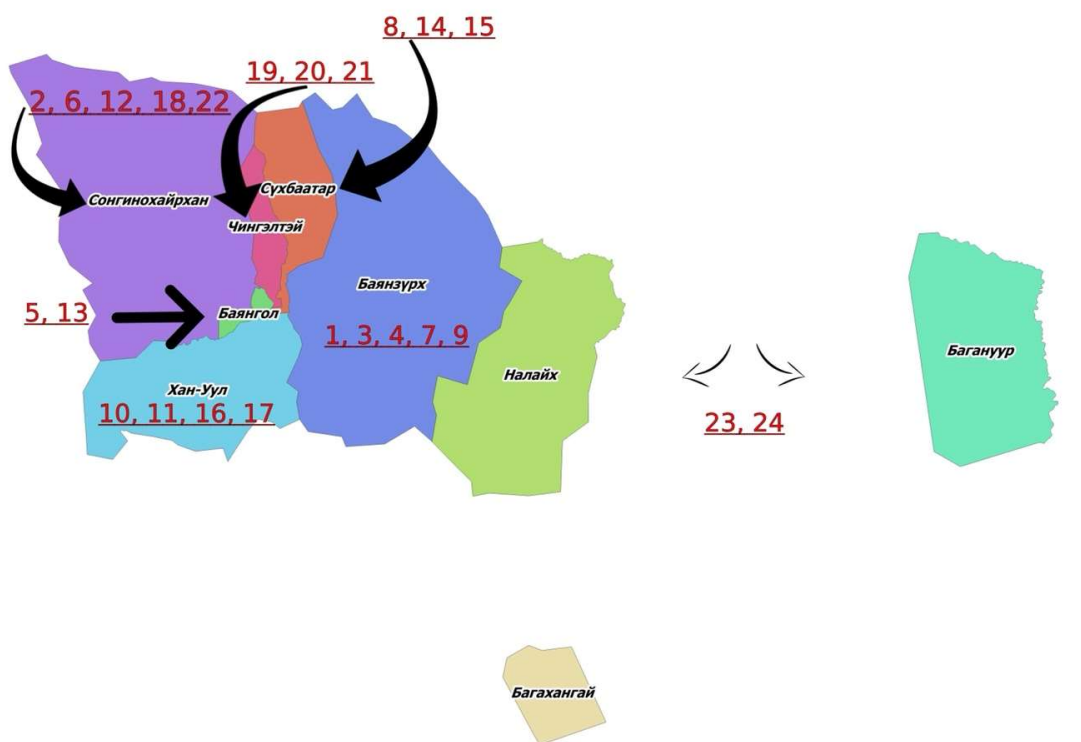 8, 14, 15
19, 20, 21
2, 6, 12, 18,22
Сонгинохайрхан
Сүхбаатар
Чингэлтэй
Баянзүрх
5, 13
Баянгол
1, 3, 4, 7, 9
Налайх
Багануур
Хан-Уул
10, 11, 16, 17
23, 24
Багахангай